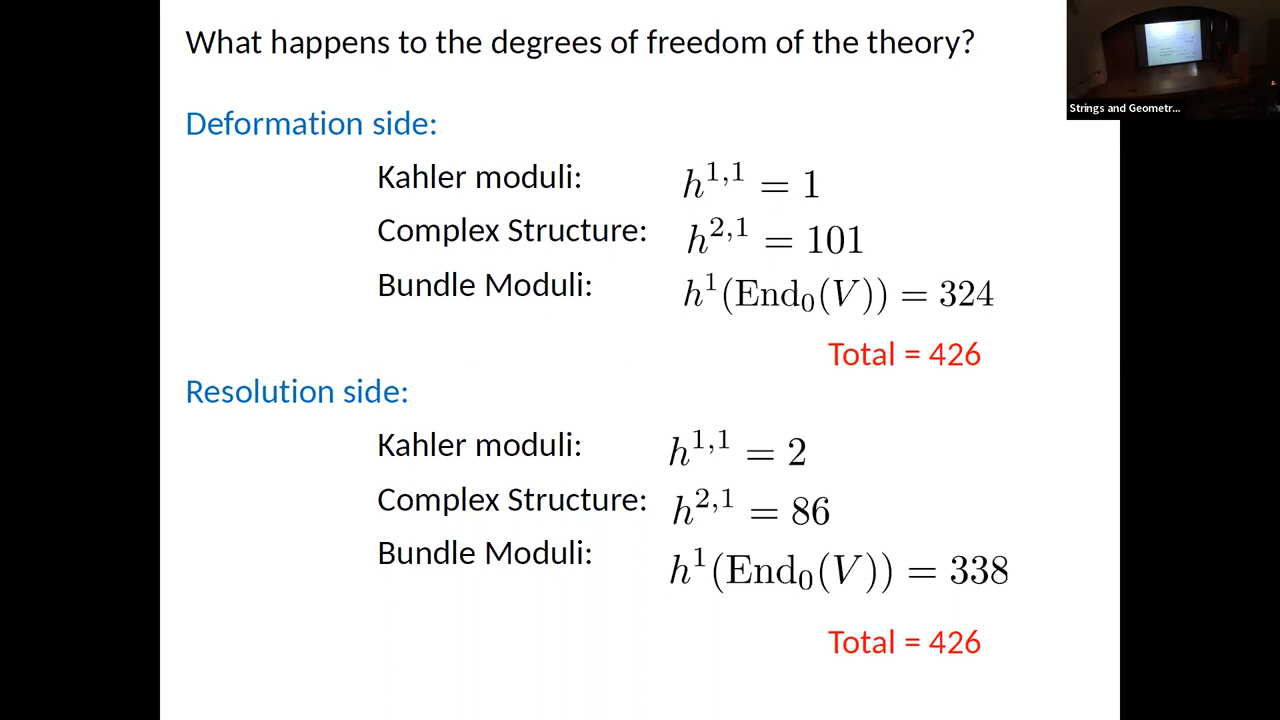 What happens to the degrees of freedom of the theory?
Strings and Geometr...
Deformation side:
Kahler moduli: h^{1,1} = 1
Complex Structure: h^{2,1} = 101
Bundle Moduli: h^1(End_0(V)) = 324
Total = 426
Resolution side:
Kahler moduli: h^{1,1} = 2
Complex Structure: h^{2,1} = 86
Bundle Moduli: h^1(End_0(V)) = 338
Total = 426